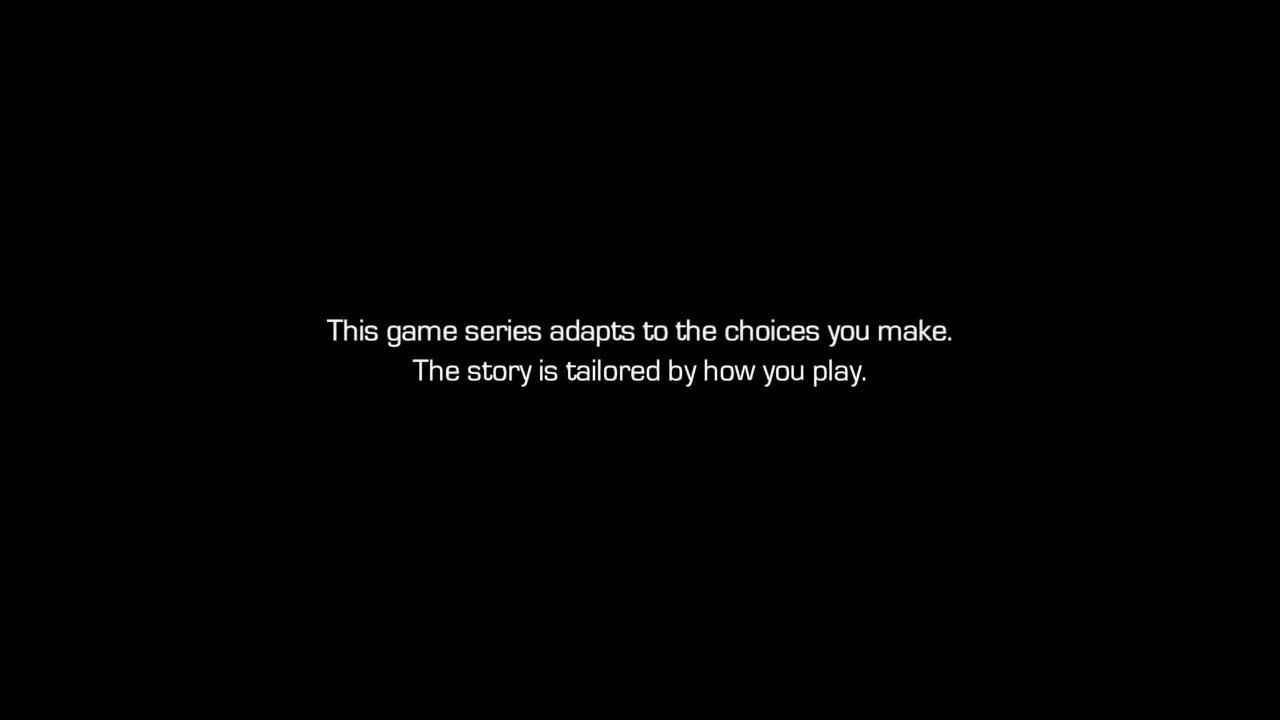 This game series adapts to the choices you make.
The story is tailored by how you play.